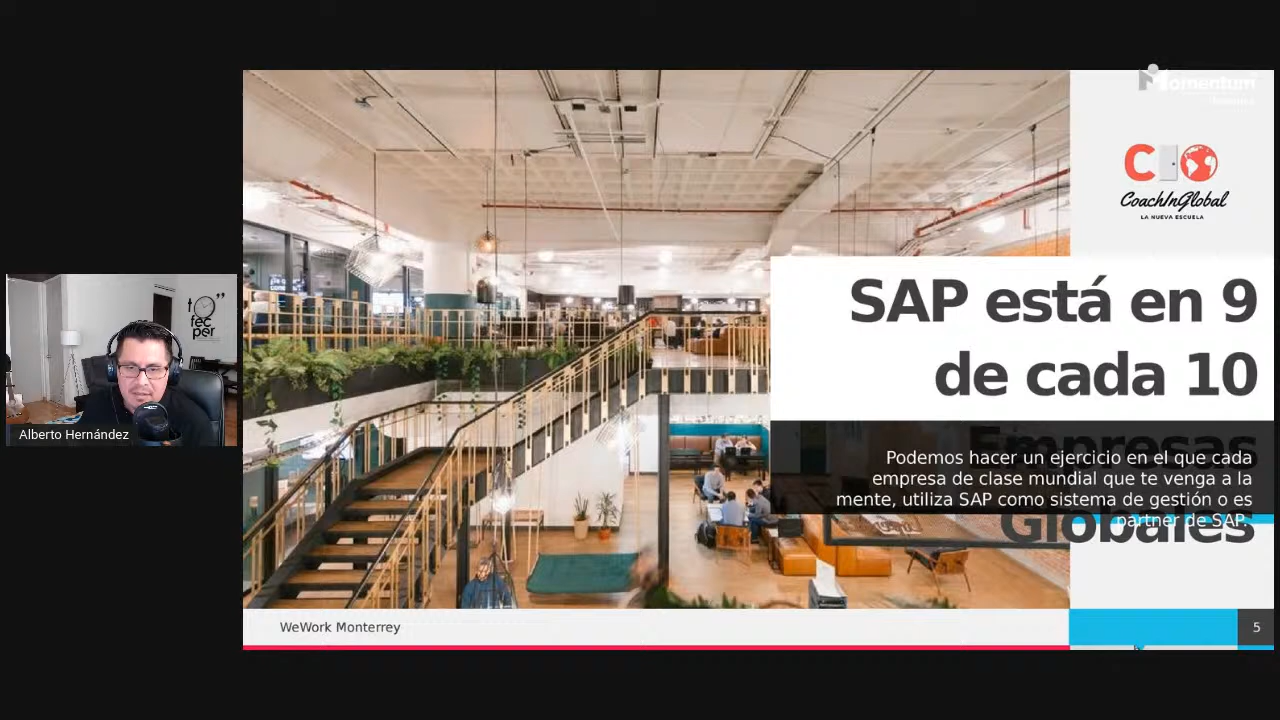 Momentum
CoachInGlobal
LA NUEVA ESCUELA
SAP está en 9
de cada 10
Empresas
Globales
Podemos hacer un ejercicio en el que cada
empresa de clase mundial que te venga a la
mente, utiliza SAP como sistema de gestión o es
partner de SAP.
Alberto Hernández
WeWork Monterrey
5